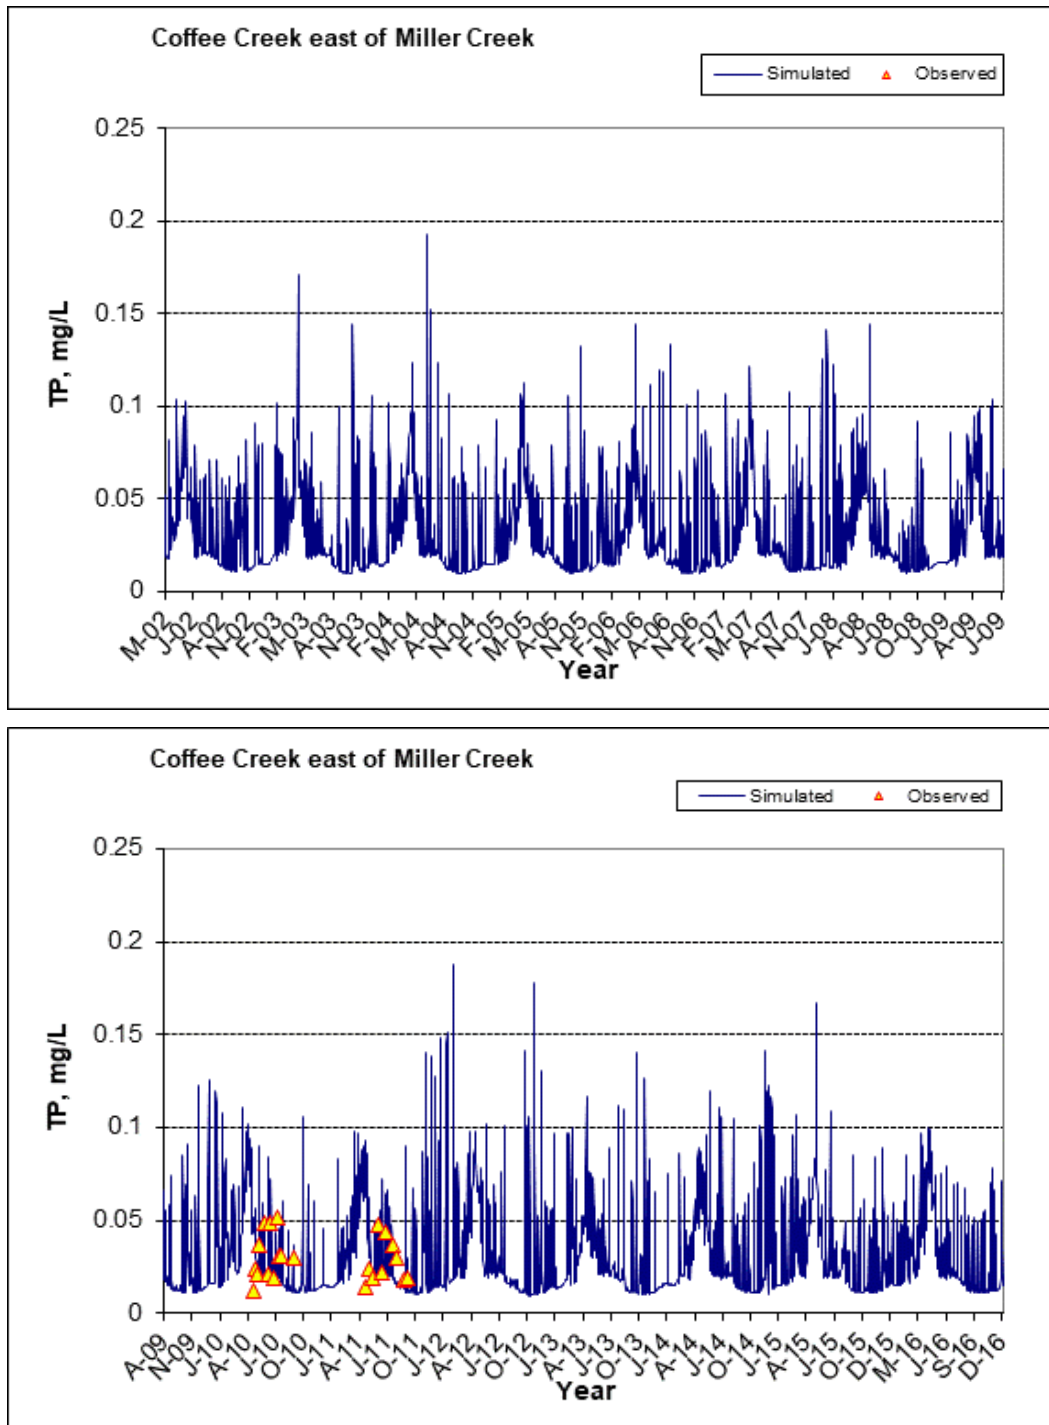 Coffee Creek east of Miller Creek
Simulated Observed
0.25
0.2
0.15
0.1
0.05
0
TP, mg/L
M-02 J-02 A-02 N-02 F-03 M-03 A-03 N-03 F-04 M-04 A-04 N-04 F-05 M-05 A-05 N-05 F-06 M-06 A-06 N-06 F-07 M-07 A-07 N-07 J-08 A-08 J-08 O-08 J-09 A-09 J-09
Year
Coffee Creek east of Miller Creek
Simulated Observed
0.25
0.2
0.15
0.1
0.05
0
TP, mg/L
A-09 N-09 J-10 A-10 J-10 O-10 J-11 A-11 J-11 O-11 J-12 A-12 J-12 O-12 J-13 A-13 J-13 O-13 J-14 A-14 J-14 O-14 J-15 A-15 J-15 O-15 D-15 M-16 J-16 S-16 D-16
Year